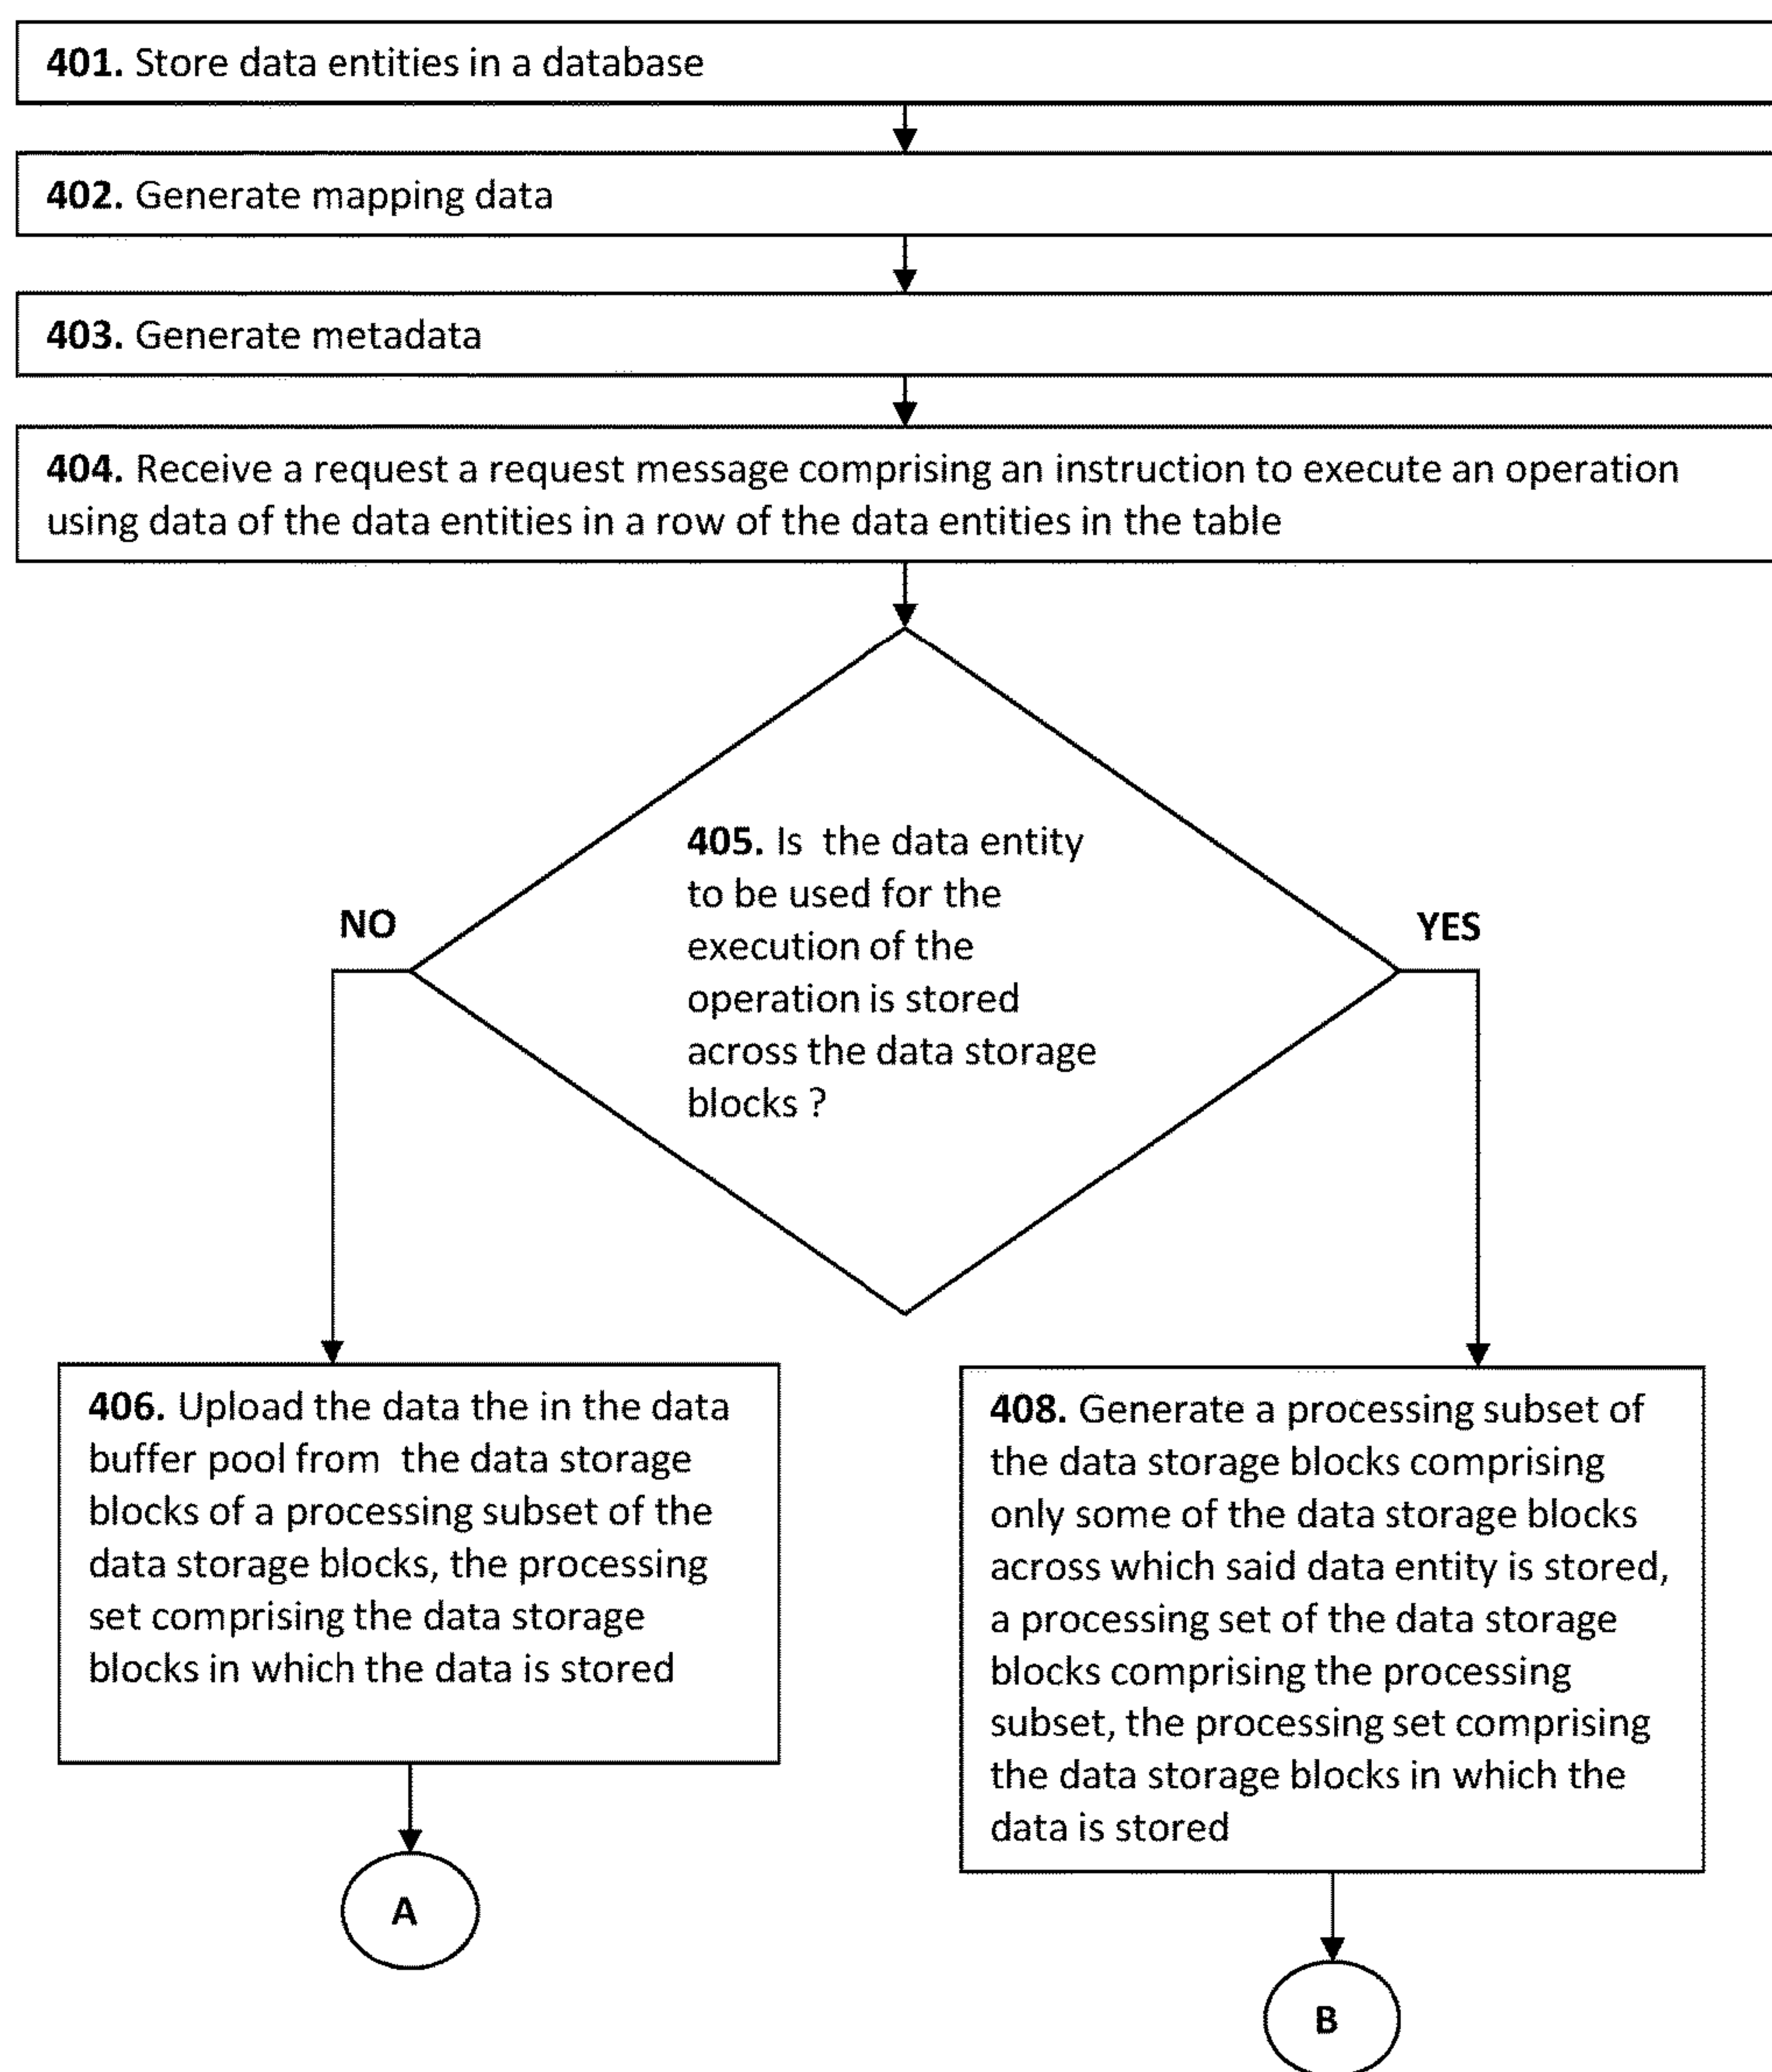 401. Store data entities in a database
402. Generate mapping data
403. Generate metadata
404. Receive a request a request message comprising an instruction to execute an operation
using data of the data entities in a row of the data entities in the table
405. Is the data entity
to be used for the
execution of the
operation is stored
across the data storage
blocks ?
NO
YES
406. Upload the data the in the data
buffer pool from the data storage
blocks of a processing subset of the
data storage blocks, the processing
set comprising the data storage
blocks in which the data is stored
408. Generate a processing subset of
the data storage blocks comprising
only some of the data storage blocks
across which said data entity is stored,
a processing set of the data storage
blocks comprising the processing
subset, the processing set comprising
the data storage blocks in which the
data is stored
A
B